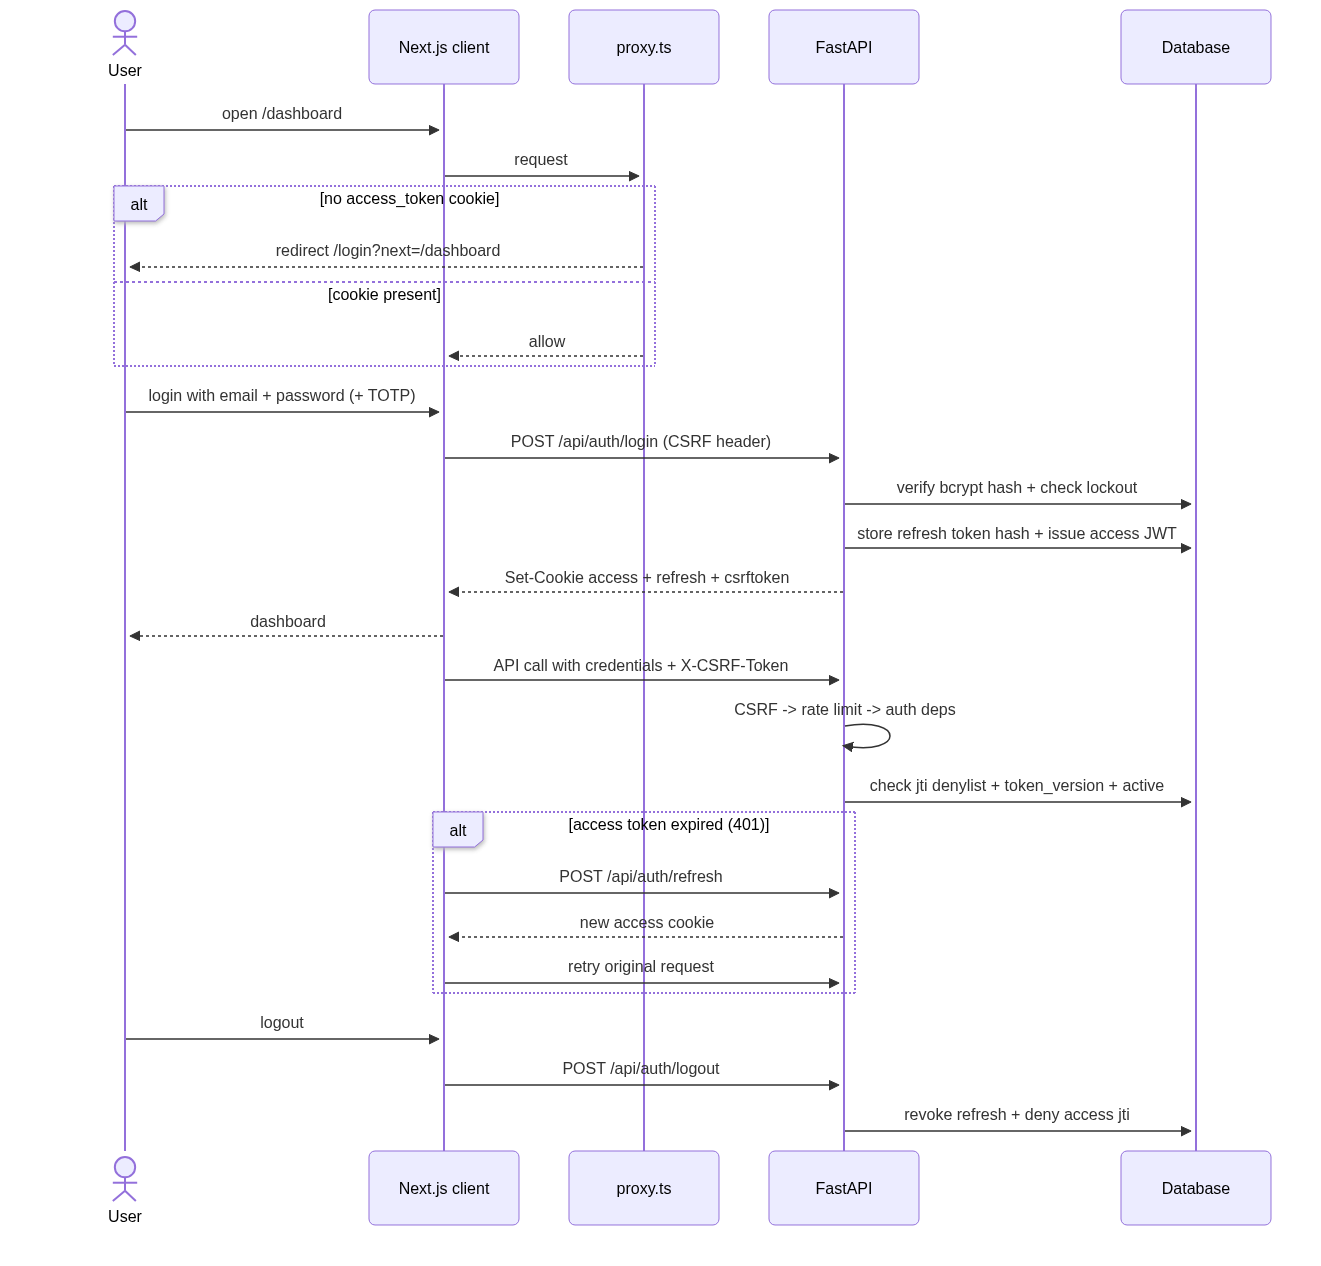 User
Next.js client
proxy.ts
FastAPI
Database
open /dashboard
request
alt
[no access_token cookie]
redirect /login?next=/dashboard
[cookie present]
allow
login with email + password (+ TOTP)
POST /api/auth/login (CSRF header)
verify bcrypt hash + check lockout
store refresh token hash + issue access JWT
Set-Cookie access + refresh + csrftoken
dashboard
API call with credentials + X-CSRF-Token
CSRF -> rate limit -> auth deps
check jti denylist + token_version + active
alt
[access token expired (401)]
POST /api/auth/refresh
new access cookie
retry original request
logout
POST /api/auth/logout
revoke refresh + deny access jti
User
Next.js client
proxy.ts
FastAPI
Database